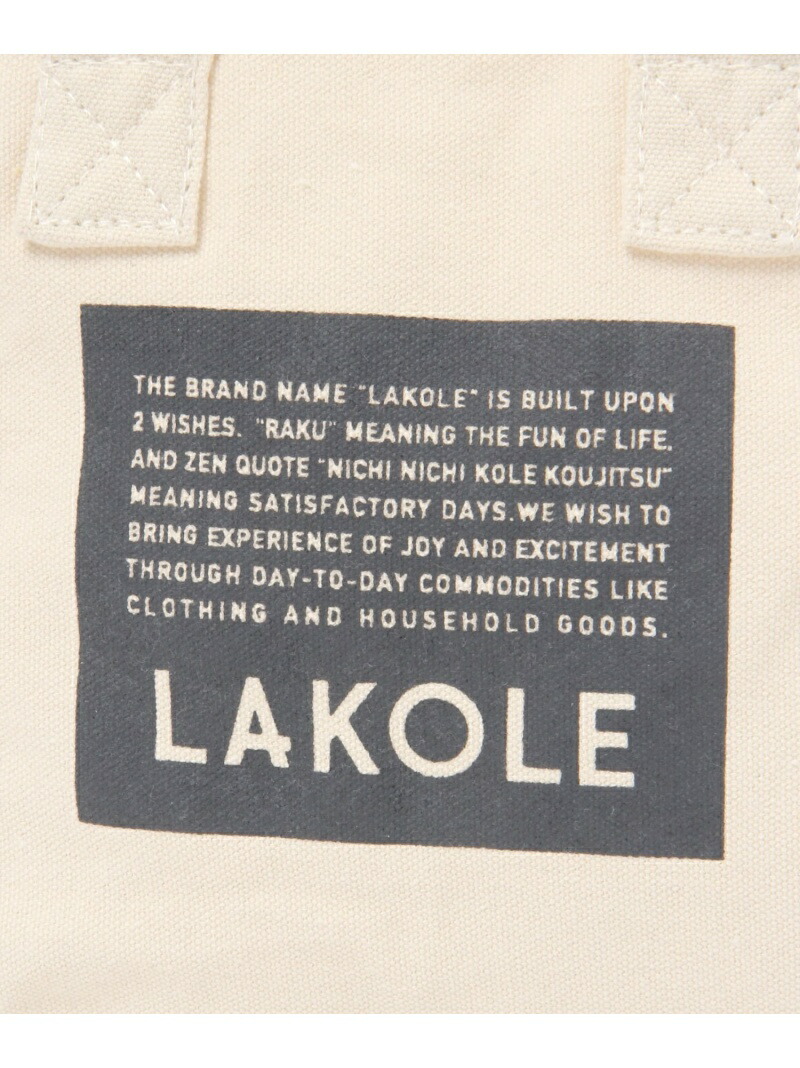 THE BRAND NAME "LAKOLE" IS BUILT UPON
2 WISHES. "RAKU" MEANING THE FUN OF LIFE,
AND ZEN QUOTE "NICHI NICHI KOLE KOUJITSU"
MEANING SATISFACTORY DAYS.WE WISH TO
BRING EXPERIENCE OF JOY AND EXCITEMENT
THROUGH DAY-TO-DAY COMMODITIES LIKE
CLOTHING AND HOUSEHOLD GOODS.
LAKOLE